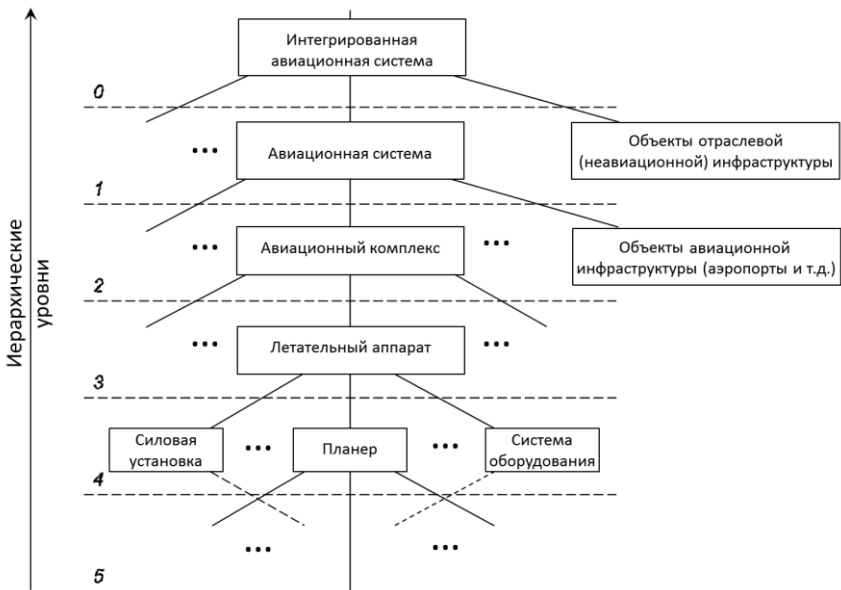 Интегрированная
авиационная система
0
Авиационная система
Объекты отраслевой
(неавиационной) инфраструктуры
1
Авиационный комплекс
Объекты авиационной
инфраструктуры (аэропорты и т.д.)
2
Летательный аппарат
3
Силовая
установка
Планер
Система
оборудования
4
5
Иерархические
уровни